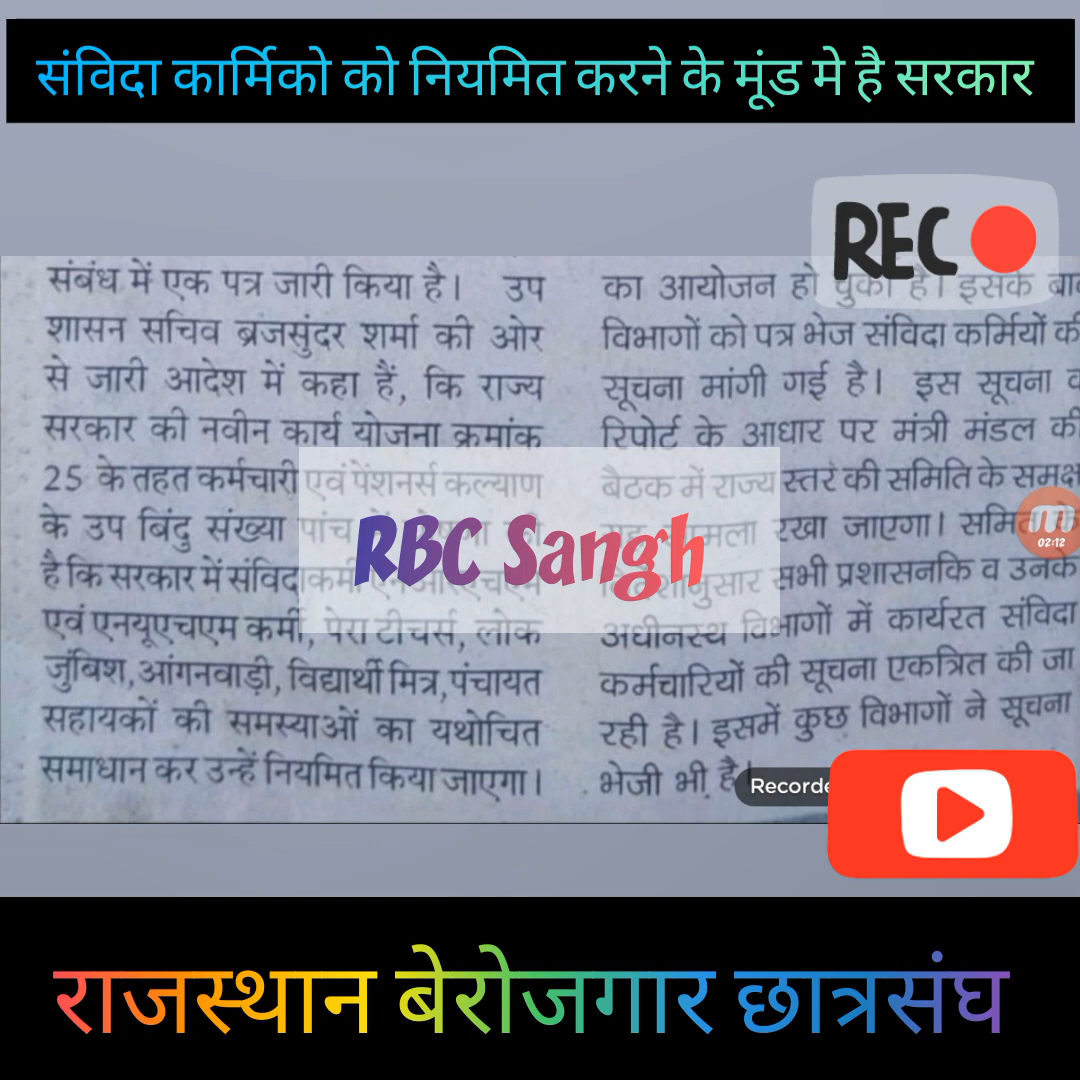 संविदा कार्मिको को नियमित करने के मूंड मे है सरकार
REC
संबंध में एक पत्र जारी किया है। उप
शासन सचिव ब्रजसुंदर शर्मा की ओर
से जारी आदेश में कहा हैं, कि राज्य
सरकार की नवीन कार्य योजना क्रमांक
25 के तहत कर्मचारी एवं पेंशनर्स कल्याण
के उप बिंदु संख्या पांच
है कि सरकार में संविदाकर्मी
एवं एनयूएचएम कर्मी, पेरा टीचर्स, लोक
जुंबिश, आंगनवाड़ी, विद्यार्थी मित्र, पंचायत
सहायकों की समस्याओं का यथोचित
समाधान कर उन्हें नियमित किया जाएगा।
का आयोजन हो चुका है। इसके
विभागों को पत्र भेज संविदा कर्मियों की
सूचना मांगी गई है। इस सूचना
रिपोर्ट के आधार पर मंत्री मंडल की
बैठक में राज्य स्तर की समिति के समक्ष
रखा जाएगा।
सभी प्रशासनकि व उनके
अधीनस्थ विभागों में कार्यरत संविदा
कर्मचारियों की सूचना एकत्रित की जा
रही है। इसमें कुछ विभागों ने सूचना
भेजी भी है।
RBC Sangh
02:12
राजस्थान बेरोजगार छात्रसंघ